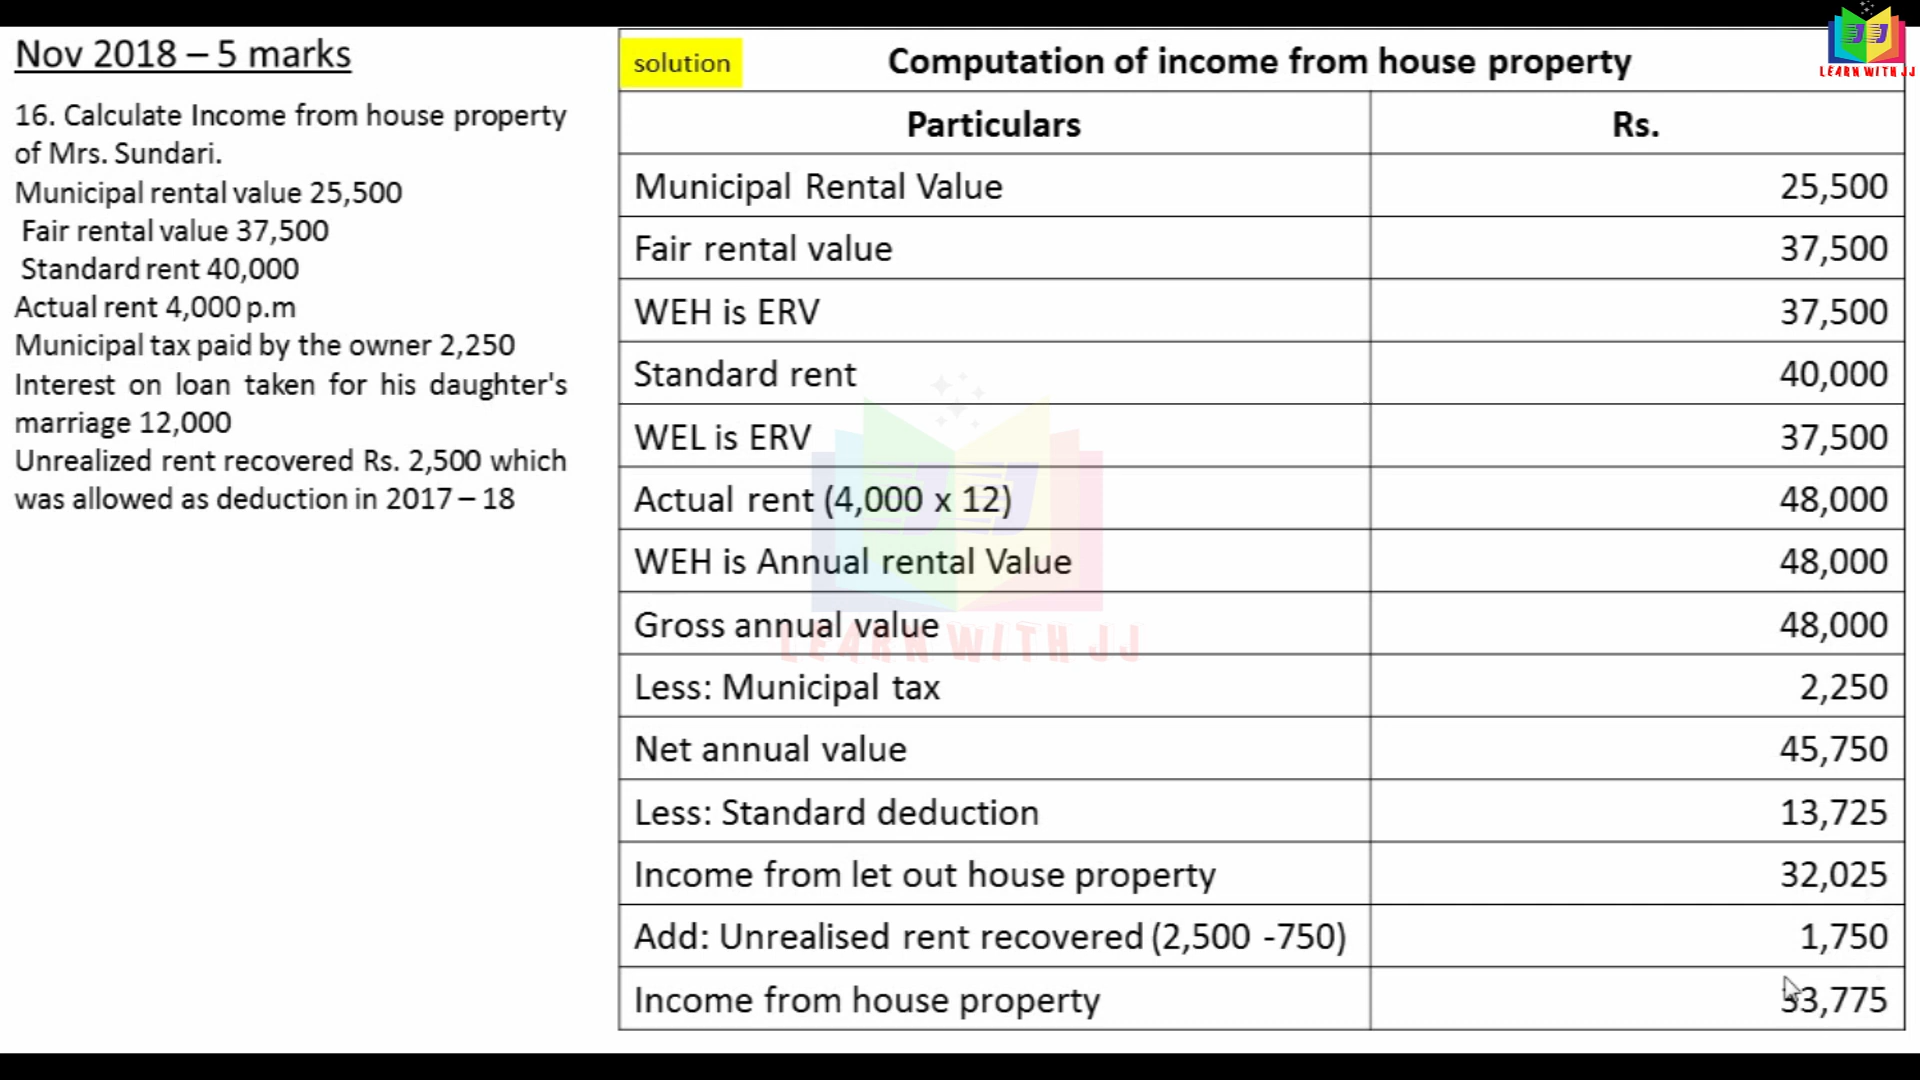 Nov 2018 – 5 marks
16. Calculate Income from house property
of Mrs. Sundari.
Municipal rental value 25,500
Fair rental value 37,500
Standard rent 40,000
Actual rent 4,000 p.m
Municipal tax paid by the owner 2,250
Interest on loan taken for his daughter's
marriage 12,000
Unrealized rent recovered Rs. 2,500 which
was allowed as deduction in 2017 – 18
solution
Computation of income from house property
Particulars Rs.
Municipal Rental Value 25,500
Fair rental value 37,500
WEH is ERV 37,500
Standard rent 40,000
WEL is ERV 37,500
Actual rent (4,000 x 12) 48,000
WEH is Annual rental Value 48,000
Gross annual value 48,000
Less: Municipal tax 2,250
Net annual value 45,750
Less: Standard deduction 13,725
Income from let out house property 32,025
Add: Unrealised rent recovered (2,500 -750) 1,750
Income from house property 33,775
JJ
LEARN WITH JJ
JJ
LEARN WITH JJ